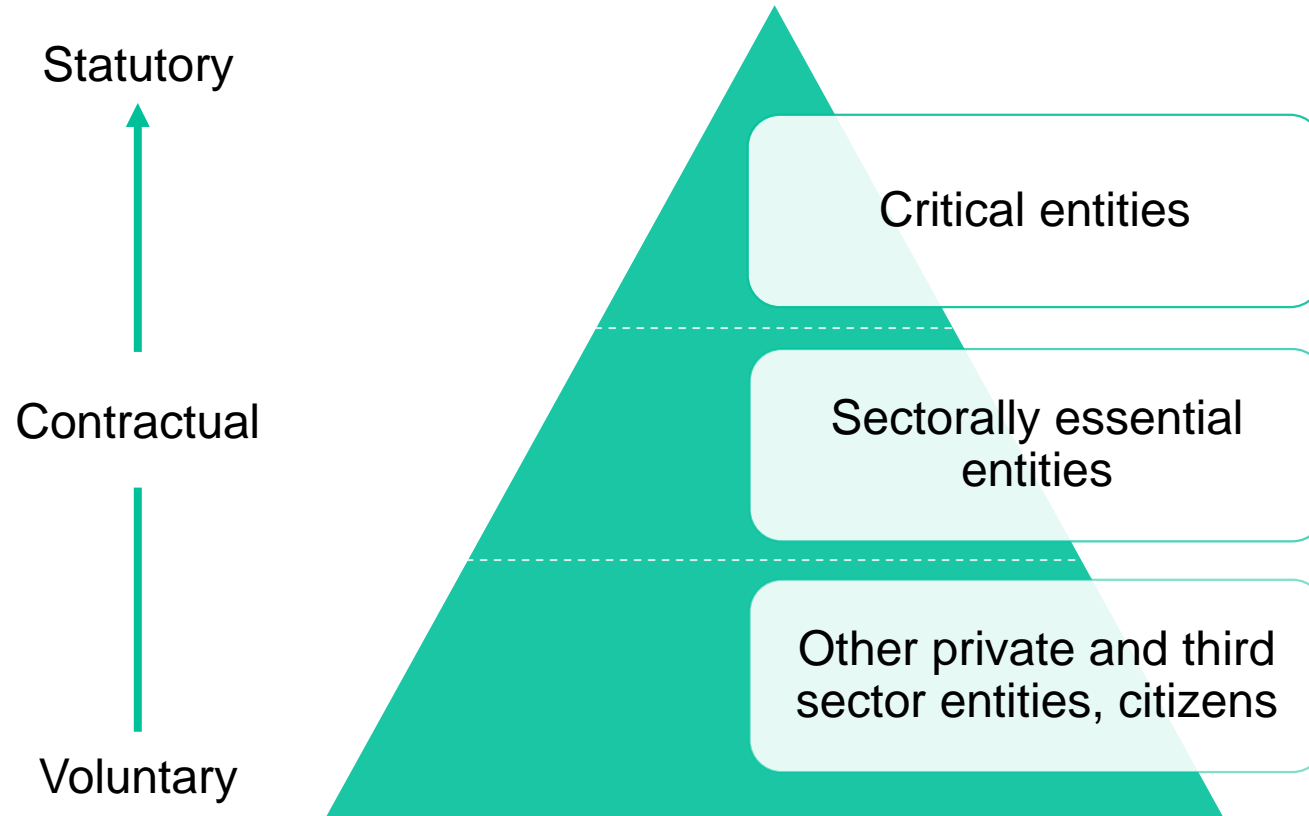 Statutory
Critical entities
Contractual
Sectorally essential
entities
Other private and third
sector entities, citizens
Voluntary